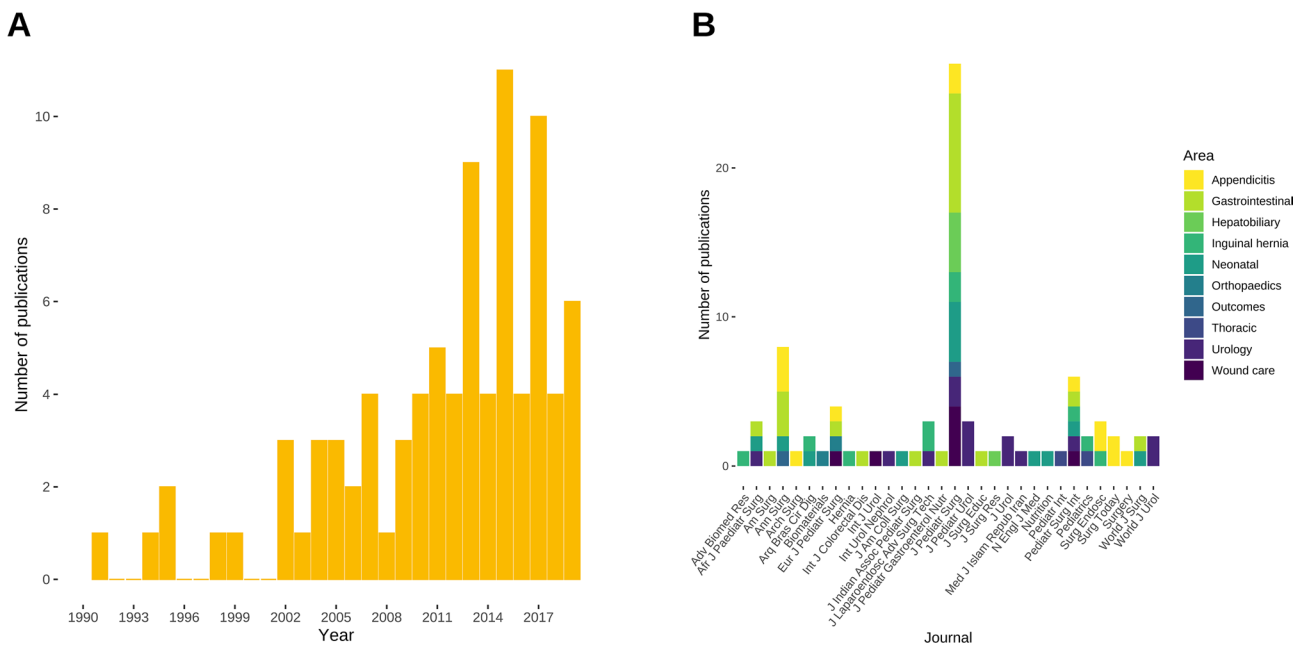 A
Number of publications
10
8
6
4
2
0
1990 1993 1996 1999 2002 2005 2008 2011 2014 2017
Year
B
Number of publications
20
10
0
Adv Biomed Res
Afr J Paediatr Surg
Am Surg
Ann Surg
Arch Surg
Arq Bras Cir Dig
Biomaterials
Eur J Pediatr Surg
Hernia
Int J Colorectal Dis
Int J Urol
Int Urol Nephrol
J Am Coll Surg
J Indian Assoc Pediatr Surg
J Laparoendosc Adv Surg Tech
J Pediatr Gastroenterol Nutr
J Pediatr Surg
J Pediatr Urol
J Surg Educ
J Surg Res
J Urol
Med J Islam Repub Iran
N Engl J Med
Nutrition
Pediatr Int
Pediatr Surg Int
Pediatrics
Surg Endosc
Surg Today
Surgery
World J Surg
World J Urol
Journal
Area
Appendicitis
Gastrointestinal
Hepatobiliary
Inguinal hernia
Neonatal
Orthopaedics
Outcomes
Thoracic
Urology
Wound care